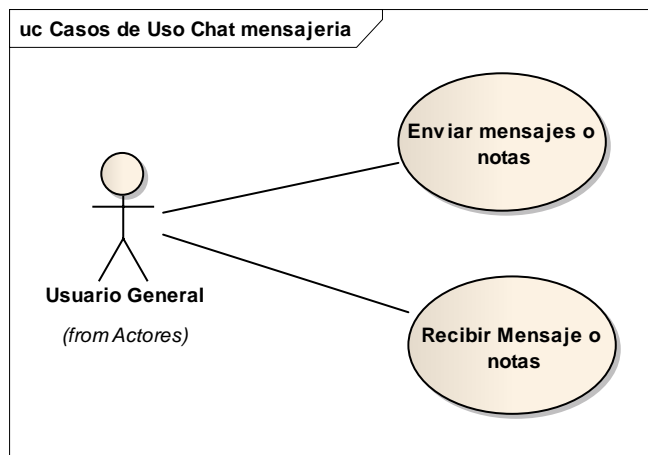 uc Casos de Uso Chat mensajeria
Enviar mensajes o
notas
Usuario General
(from Actores)
Recibir Mensaje o
notas